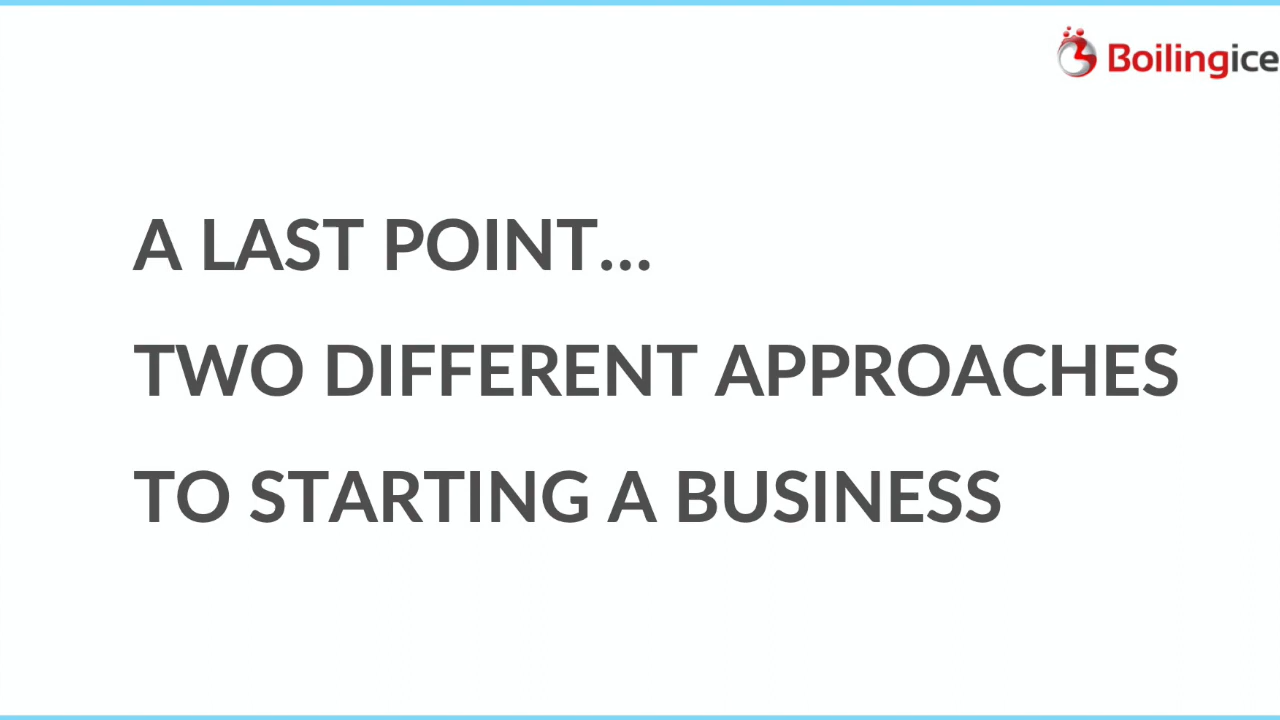 Boilingice
A LAST POINT...
TWO DIFFERENT APPROACHES
TO STARTING A BUSINESS